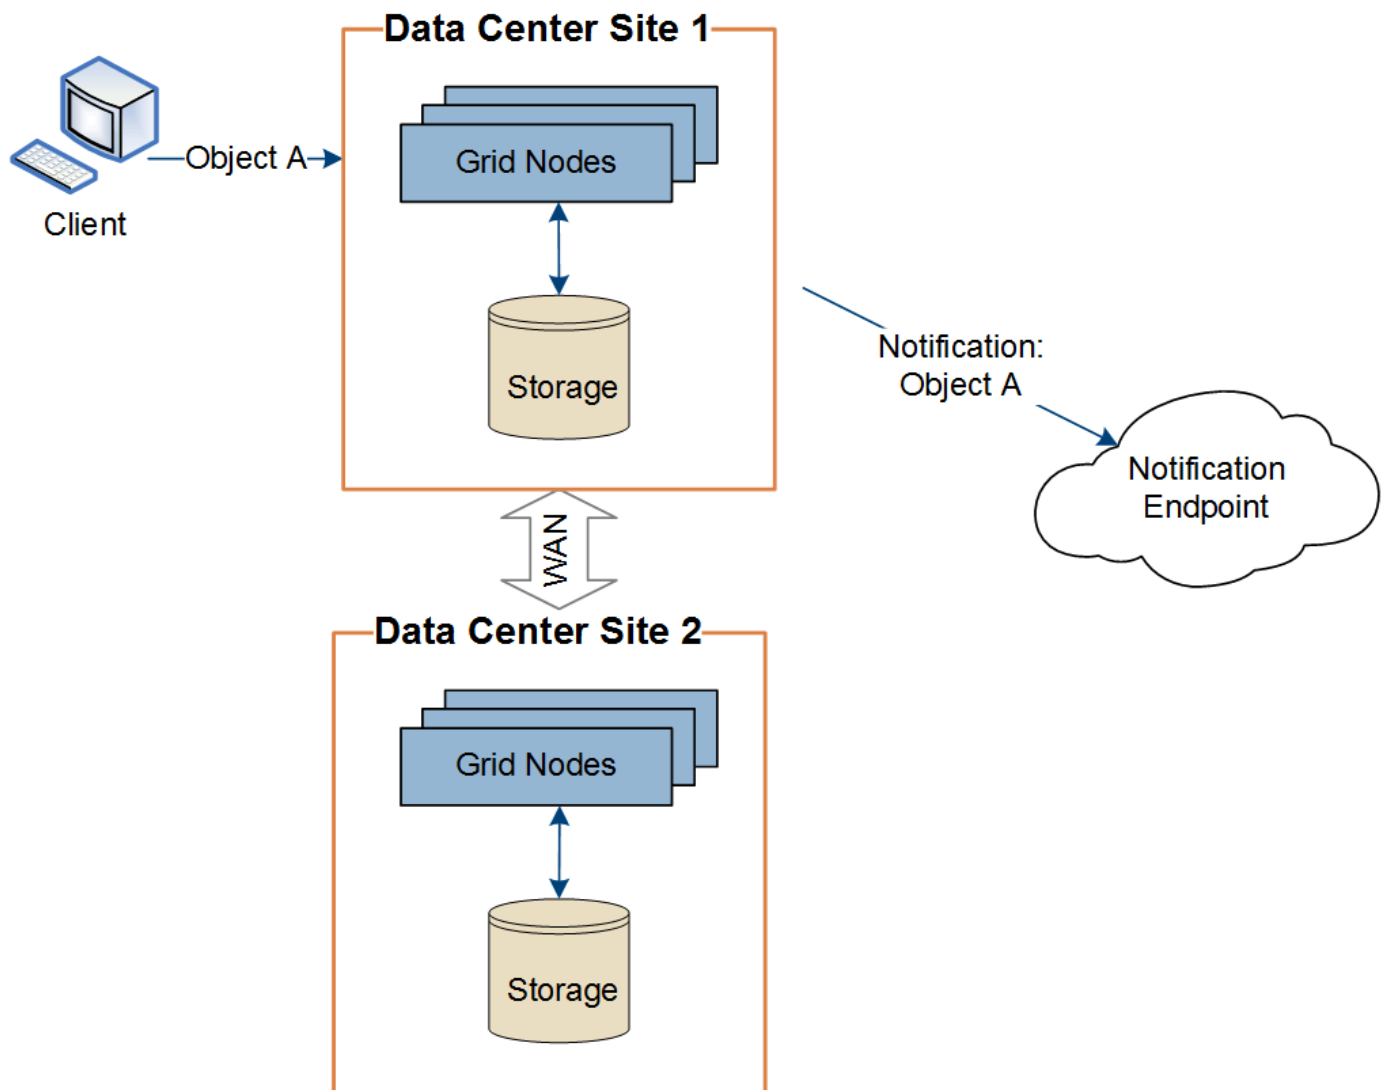 Data Center Site 1
Grid Nodes
Object A
Client
Storage
Notification:
Object A
Notification
Endpoint
WAN
Data Center Site 2
Grid Nodes
Storage